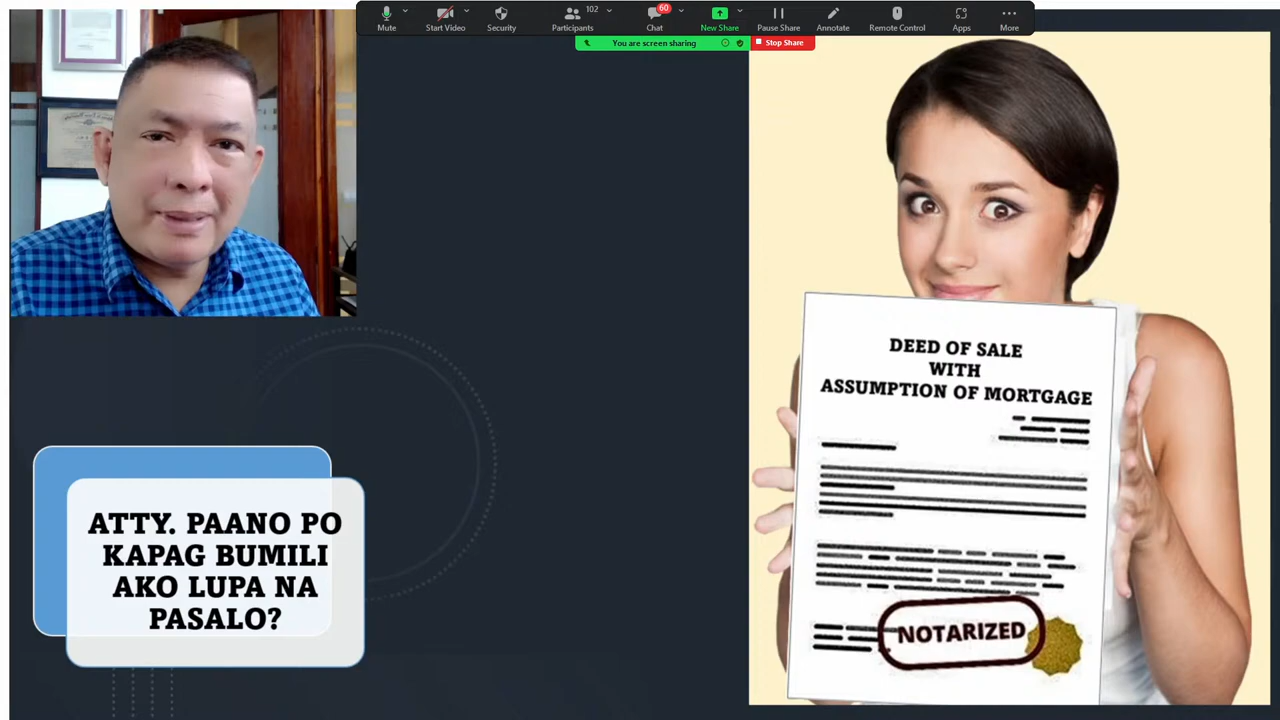 Mute
Start Video
Security
102
Participants
60
Chat
New Share
Pause Share
Annotate
Remote Control
Apps
More
You are screen sharing
Stop Share
DEED OF SALE
WITH
ASSUMPTION OF MORTGAGE
NOTARIZED
ATTY. PAANO PO
KAPAG BUMILI
AKO LUPA NA
PASALO?